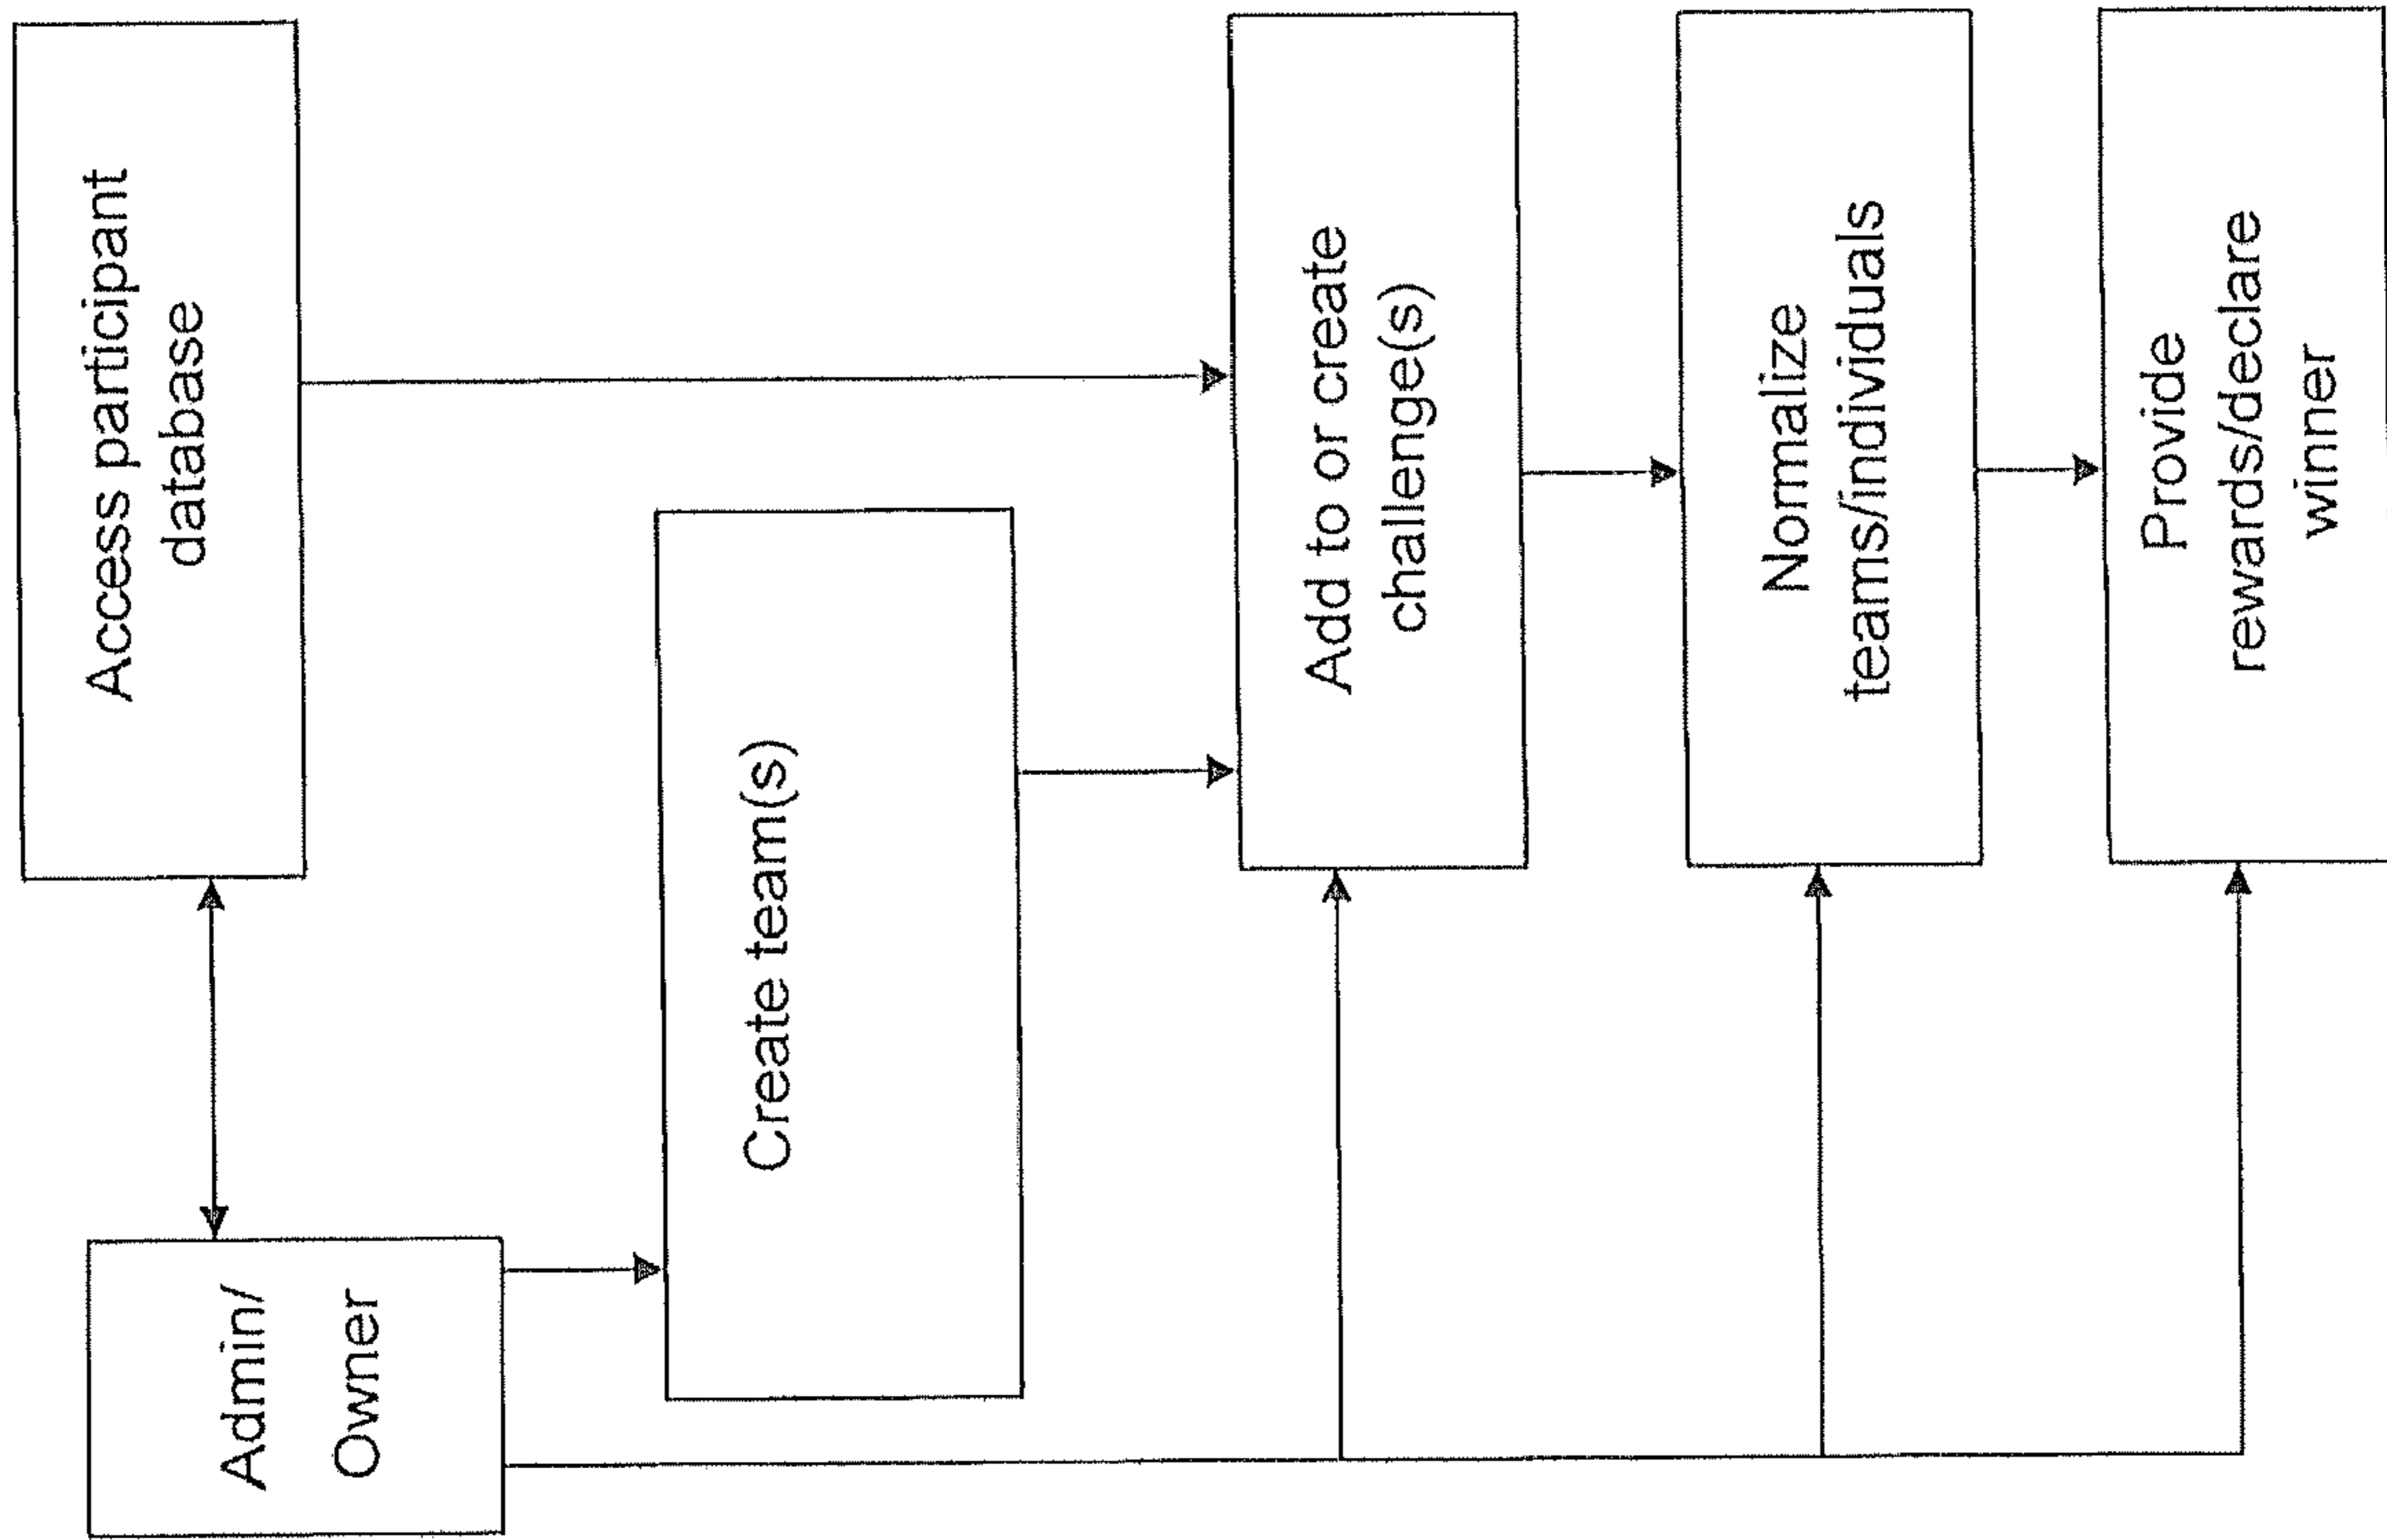 Admin/
Owner
Access participant
database
Create team(s)
Add to or create
challenge(s)
Normalize
teams/individuals
Provide
rewards/declare
winner